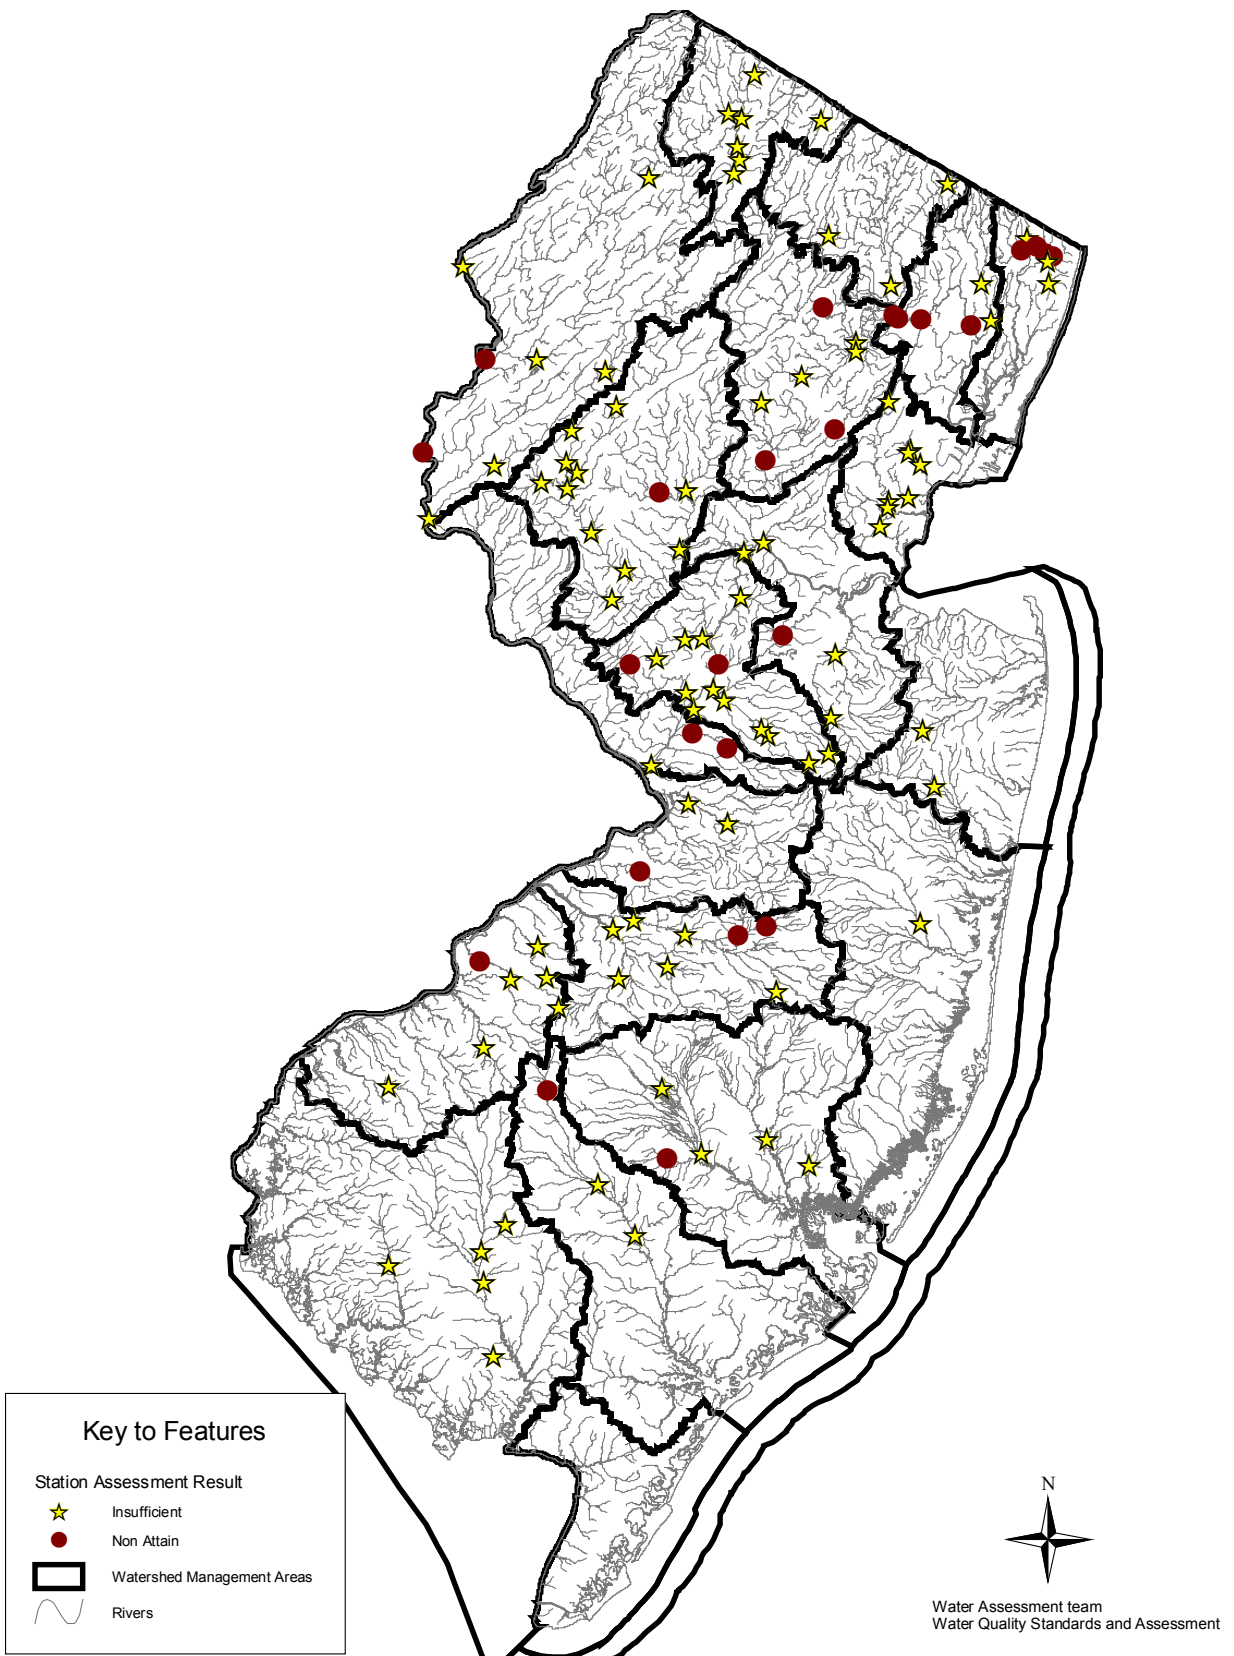 Key to Features
Station Assessment Result
Insufficient
Non Attain
Watershed Management Areas
Rivers
N
Water Assessment team
Water Quality Standards and Assessment